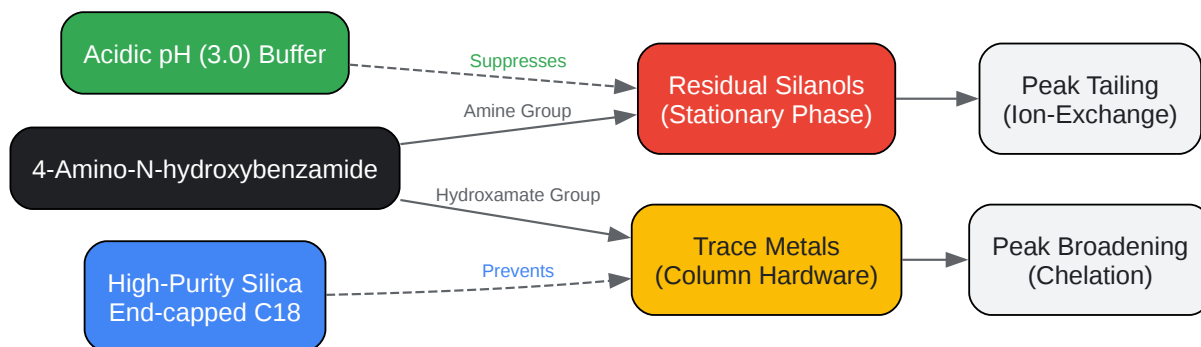 Acidic pH (3.0) Buffer
Suppresses
Residual Silanols
(Stationary Phase)
Peak Tailing
(Ion-Exchange)
Amine Group
4-Amino-N-hydroxybenzamide
Hydroxamate Group
Trace Metals
(Column Hardware)
Peak Broadening
(Chelation)
High-Purity Silica
End-capped C18
Prevents